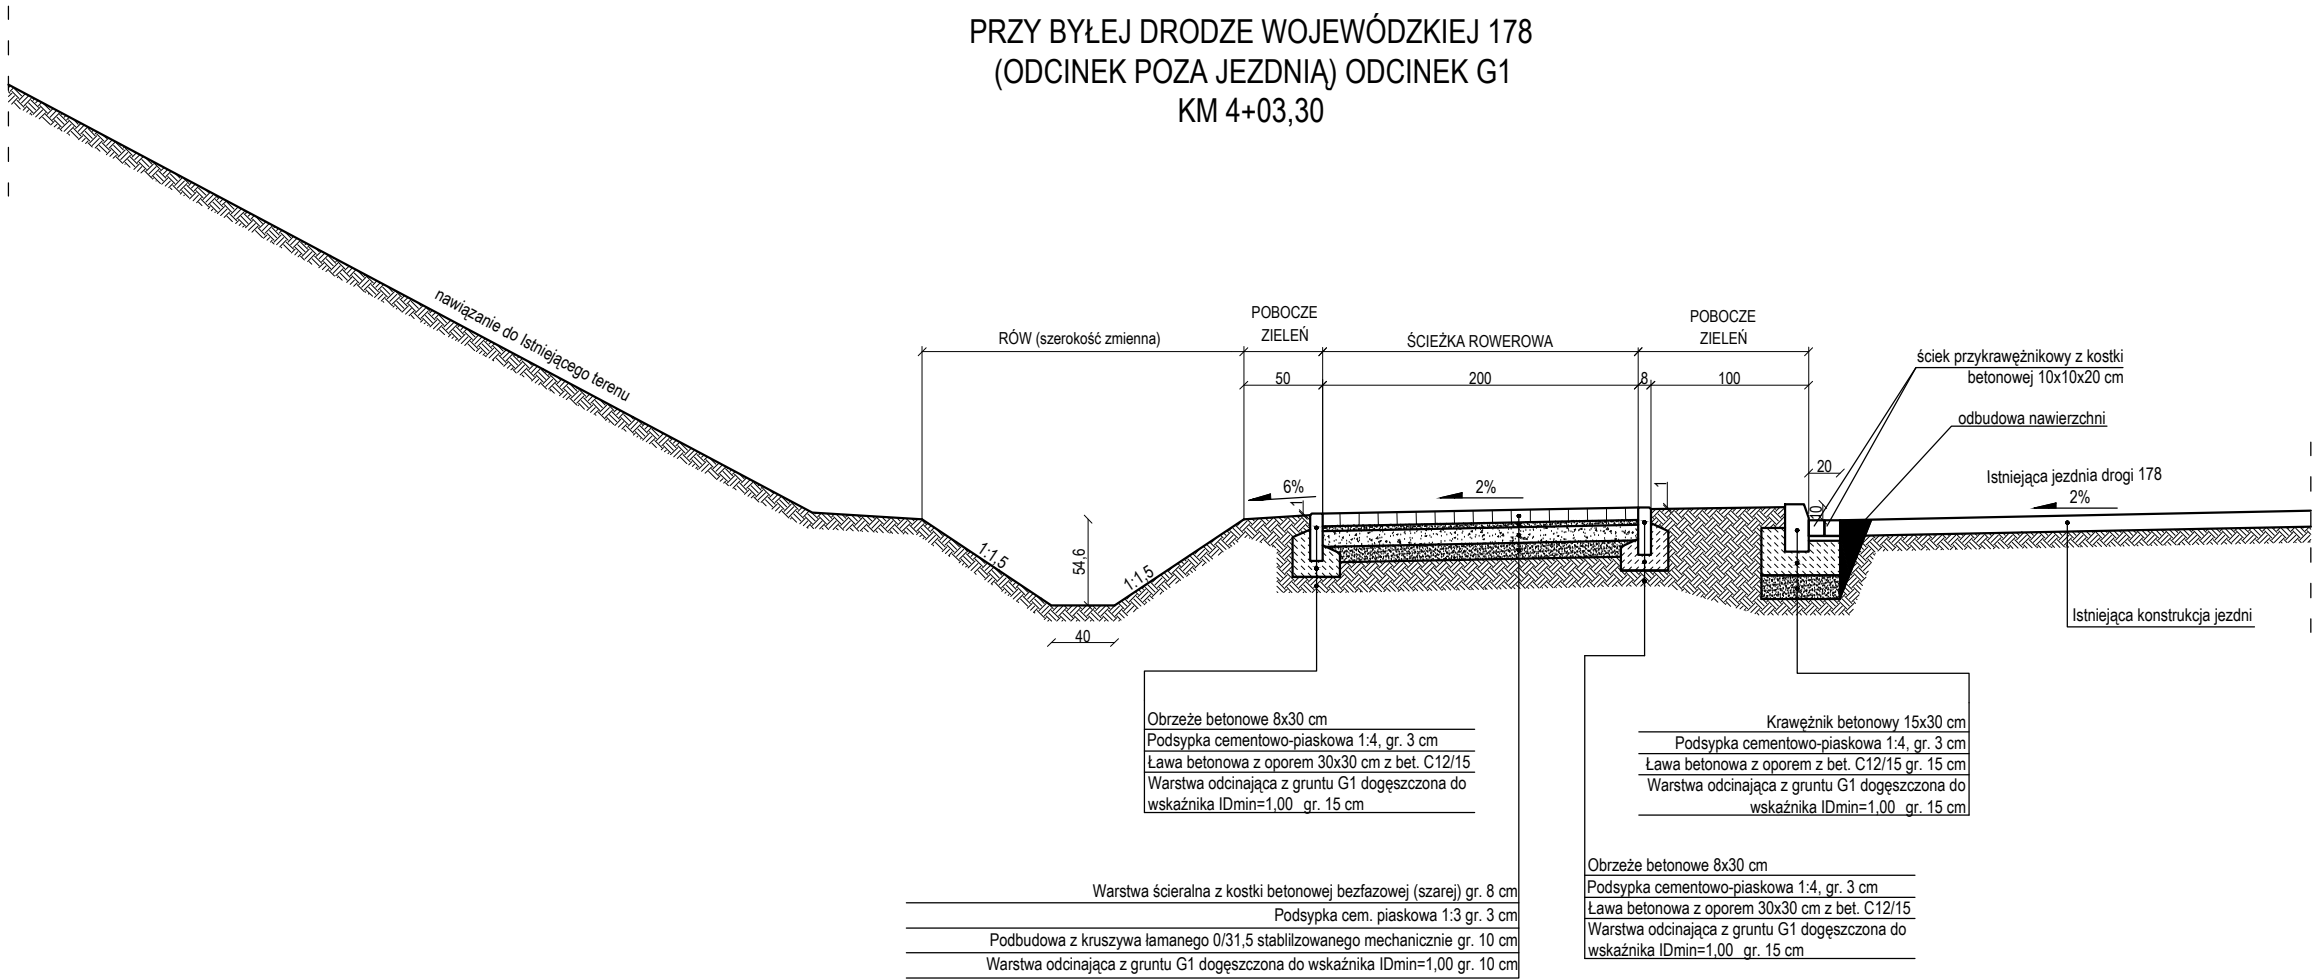 PRZY BYŁEJ DRODZE WOJEWÓDZKIEJ 178
(ODCINEK POZA JEZDNIĄ) ODCINEK G1
KM 4+03,30
nawiązanie do Istniejącego terenu
RÓW (szerokość zmienna)
POBOCZE
ZIELEŃ
ŚCIEŻKA ROWEROWA
POBOCZE
ZIELEŃ
50
200
8
100
ściek przykrawężnikowy z kostki
betonowej 10x10x20 cm
odbudowa nawierzchni
20
Istniejąca jezdnia drogi 178
2%
6%
1
2%
1
10
1:1,5
54,6
1:1,5
40
Istniejąca konstrukcja jezdni
Obrzeże betonowe 8x30 cm
Podsypka cementowo-piaskowa 1:4, gr. 3 cm
Ława betonowa z oporem 30x30 cm z bet. C12/15
Warstwa odcinająca z gruntu G1 dogęszczona do
wskaźnika IDmin=1,00 gr. 15 cm
Krawężnik betonowy 15x30 cm
Podsypka cementowo-piaskowa 1:4, gr. 3 cm
Ława betonowa z oporem z bet. C12/15 gr. 15 cm
Warstwa odcinająca z gruntu G1 dogęszczona do
wskaźnika IDmin=1,00 gr. 15 cm
Warstwa ścieralna z kostki betonowej bezfazowej (szarej) gr. 8 cm
Podsypka cem. piaskowa 1:3 gr. 3 cm
Podbudowa z kruszywa łamanego 0/31,5 stablilzowanego mechanicznie gr. 10 cm
Warstwa odcinająca z gruntu G1 dogęszczona do wskaźnika IDmin=1,00 gr. 10 cm
Obrzeże betonowe 8x30 cm
Podsypka cementowo-piaskowa 1:4, gr. 3 cm
Ława betonowa z oporem 30x30 cm z bet. C12/15
Warstwa odcinająca z gruntu G1 dogęszczona do
wskaźnika IDmin=1,00 gr. 15 cm